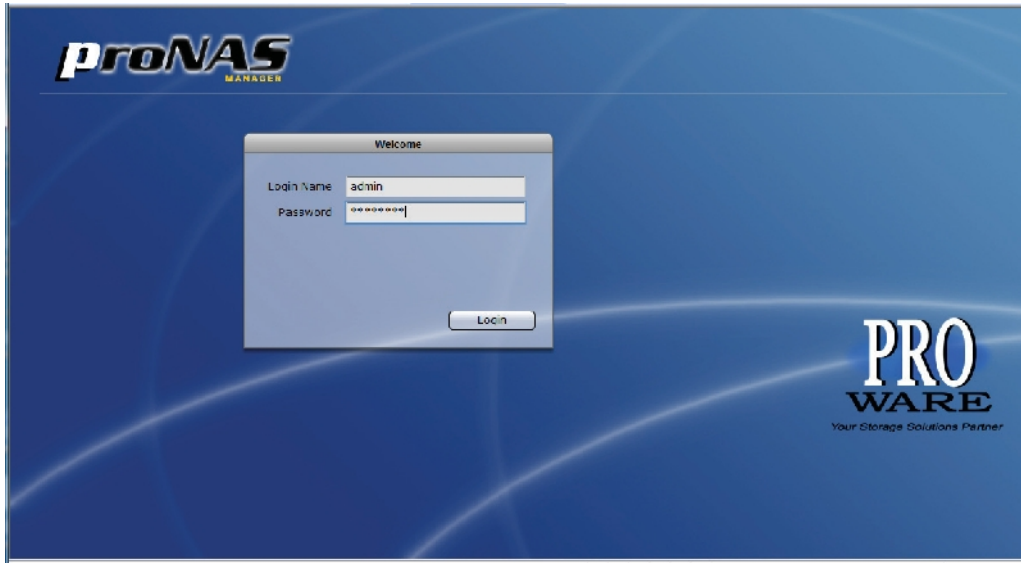 proNAS
MANAGER
Welcome
Login Name admin
Password ********
Login
PRO
WARE
Your Storage Solutions Partner